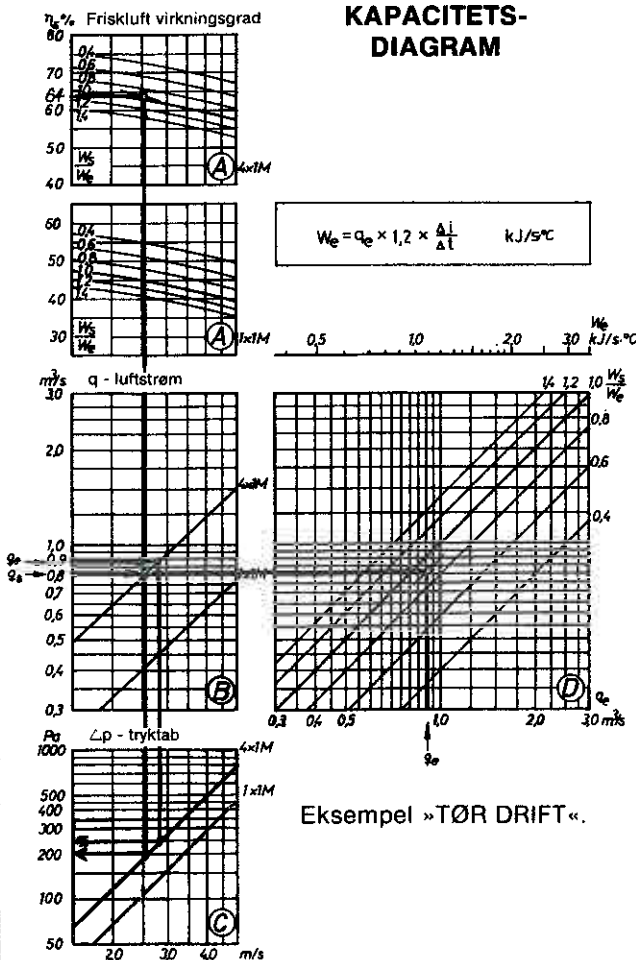 KAPACITETS-
DIAGRAM
ηs% Friskluft virkningsgrad
80
70
64
60
50
40
0,4
0,6
0,8
1,0
1,2
1,4
Ws
We
A
4x1M
60
50
40
30
0,4
0,6
0,8
1,0
1,2
1,4
Ws
We
A
1x1M
We = qe × 1,2 × Δi/Δt kJ/s°C
We
0,5 1,0 2,0 3,0 kJ/s·°C
m³/s q - luftstrøm
3,0
2,0
1,0
0,9
0,8
0,7
0,6
0,5
0,4
0,3
qe
qs
B
1,4 1,2 1,0 Ws
We
0,8
0,6
0,4
D
qe
0,3 0,4 0,5 1,0 2,0 3,0 m³/s
qe
Pa Δp - tryktab
1000
500
400
300
200
100
50
4x1M
1x1M
C
2,0 3,0 4,0 m/s
Eksempel »TØR DRIFT«.